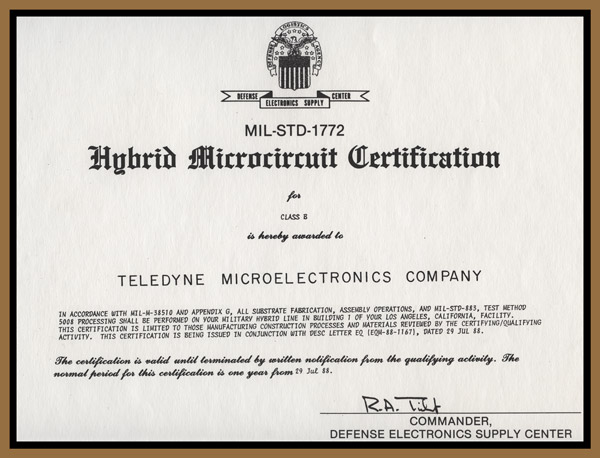 DEFENSE LOGISTICS AGENCY
DEFENSE ELECTRONICS SUPPLY CENTER
MIL-STD-1772
Hybrid Microcircuit Certification
for
CLASS B
is hereby awarded to
TELEDYNE MICROELECTRONICS COMPANY
IN ACCORDANCE WITH MIL-M-38510 AND APPENDIX G, ALL SUBSTRATE FABRICATION, ASSEMBLY OPERATIONS, AND MIL-STD-883, TEST METHOD
5008 PROCESSING SHALL BE PERFORMED ON YOUR MILITARY HYBRID LINE IN BUILDING 1 OF YOUR LOS ANGELES, CALIFORNIA, FACILITY.
THIS CERTIFICATION IS LIMITED TO THOSE MANUFACTURING CONSTRUCTION PROCESSES AND MATERIALS REVIEWED BY THE CERTIFYING/QUALIFYING
ACTIVITY. THIS CERTIFICATION IS BEING ISSUED IN CONJUNCTION WITH DESC LETTER EQ (EQM-88-1167), DATED 29 JUL 88.
The certification is valid until terminated by written notification from the qualifying activity. The
normal period for this certification is one year from 29 Jul 88.
COMMANDER,
DEFENSE ELECTRONICS SUPPLY CENTER